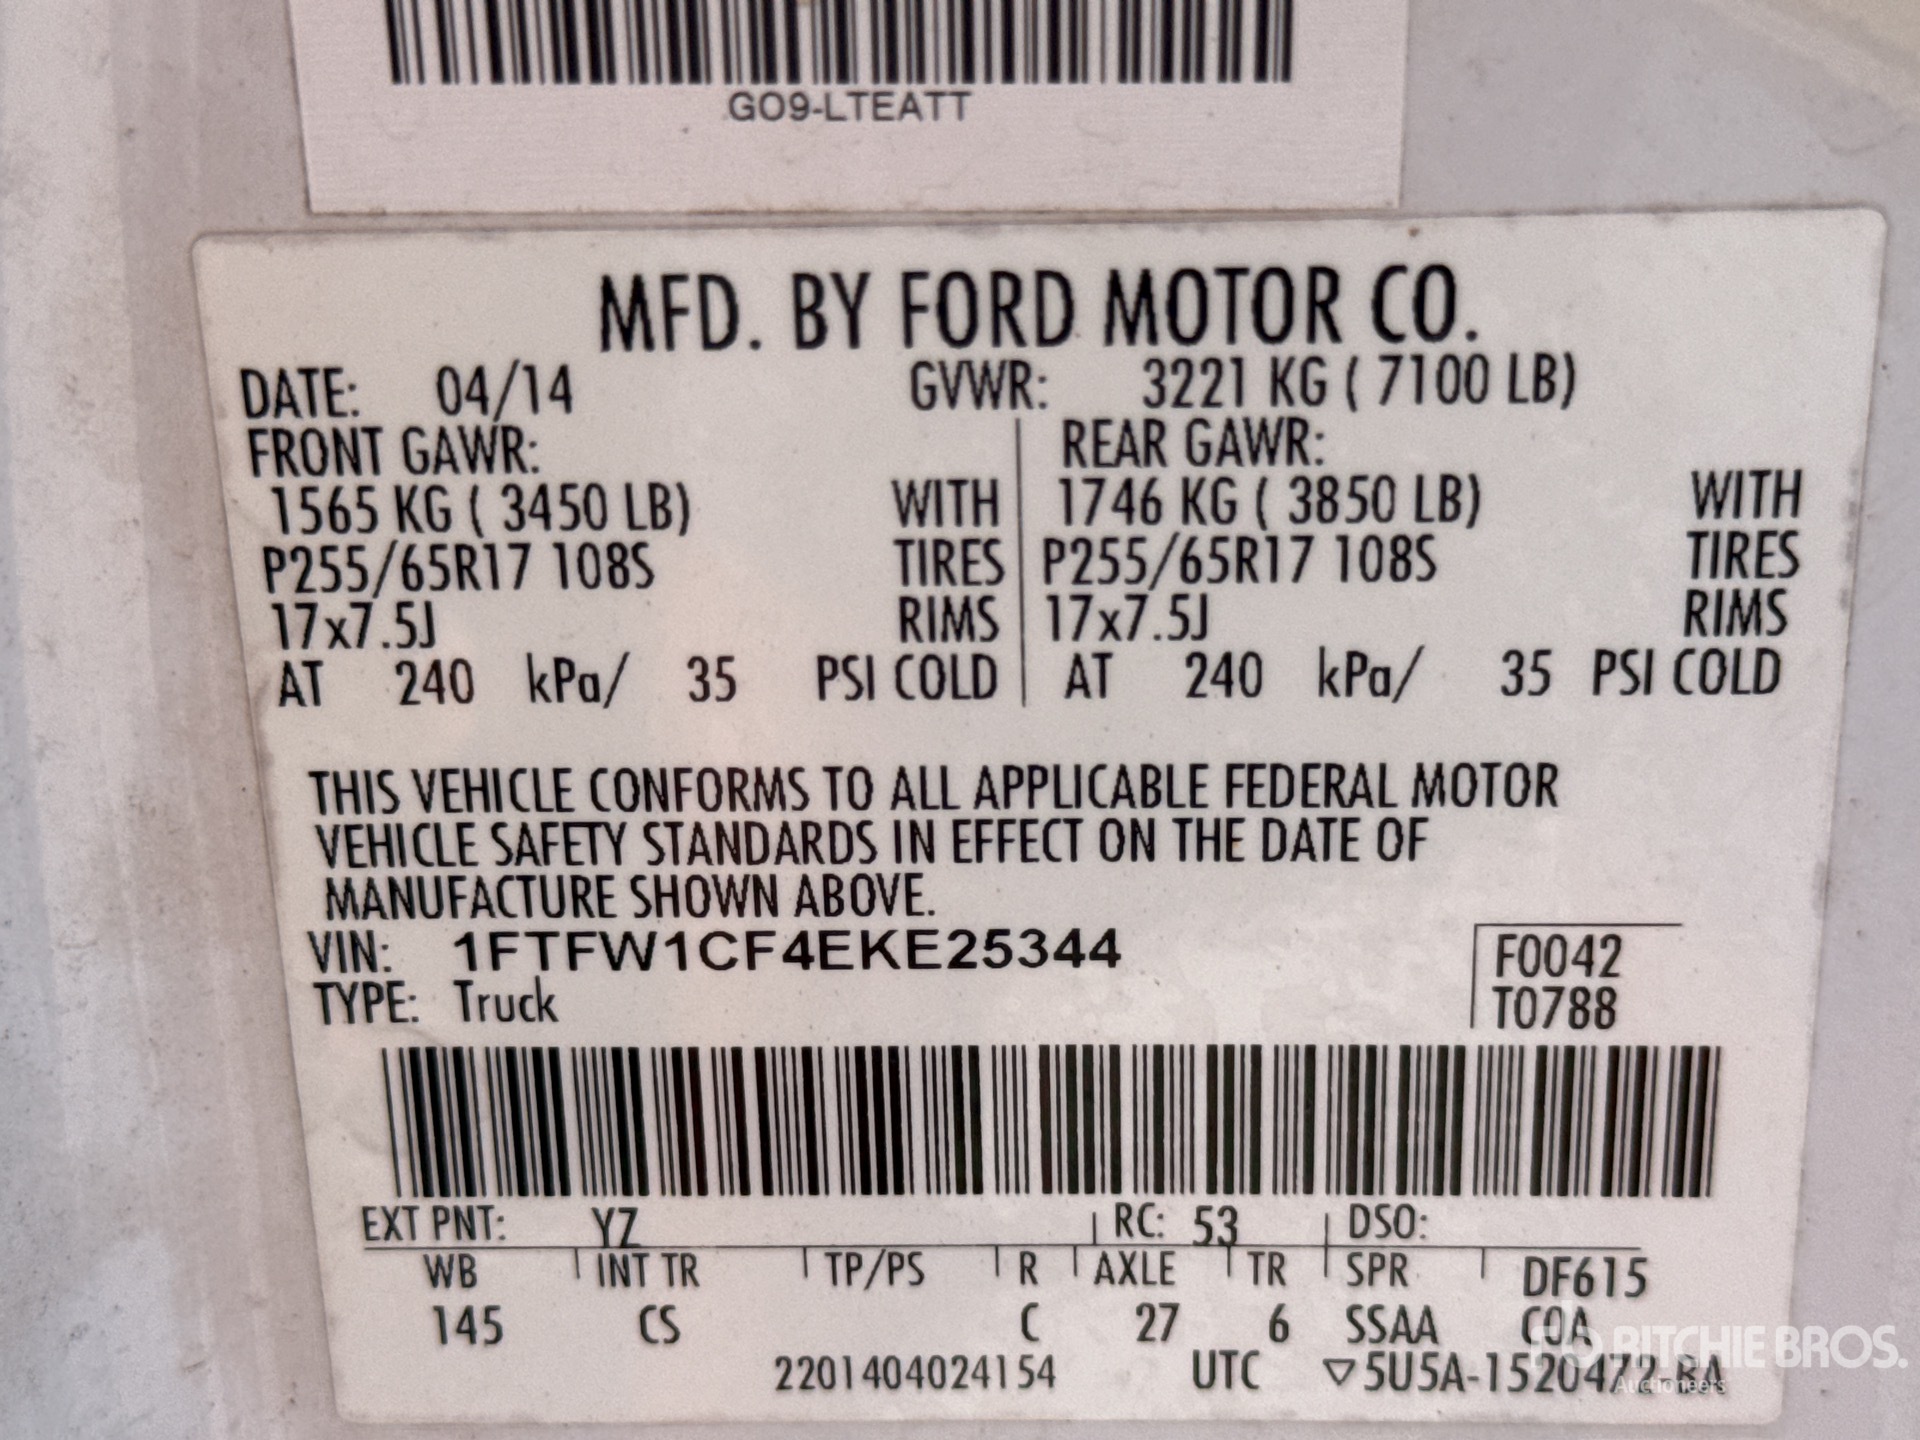 GO9-LTEATT
MFD. BY FORD MOTOR CO.
DATE: 04/14 GVWR: 3221 KG ( 7100 LB)
FRONT GAWR: REAR GAWR:
1565 KG ( 3450 LB) WITH 1746 KG ( 3850 LB) WITH
P255/65R17 108S TIRES P255/65R17 108S TIRES
17x7.5J RIMS 17x7.5J RIMS
AT 240 kPa/ 35 PSI COLD AT 240 kPa/ 35 PSI COLD
THIS VEHICLE CONFORMS TO ALL APPLICABLE FEDERAL MOTOR
VEHICLE SAFETY STANDARDS IN EFFECT ON THE DATE OF
MANUFACTURE SHOWN ABOVE.
VIN: 1FTFW1CF4EKE25344 F0042
TYPE: Truck T0788
EXT PNT: YZ RC: 53 DSO:
WB INT TR TP/PS R AXLE TR SPR DF615
145 CS C 27 6 SSAA C0A
2201404024154 UTC ▽5U5A-1520472-BA
RITCHIE BROS.
Auctioneers